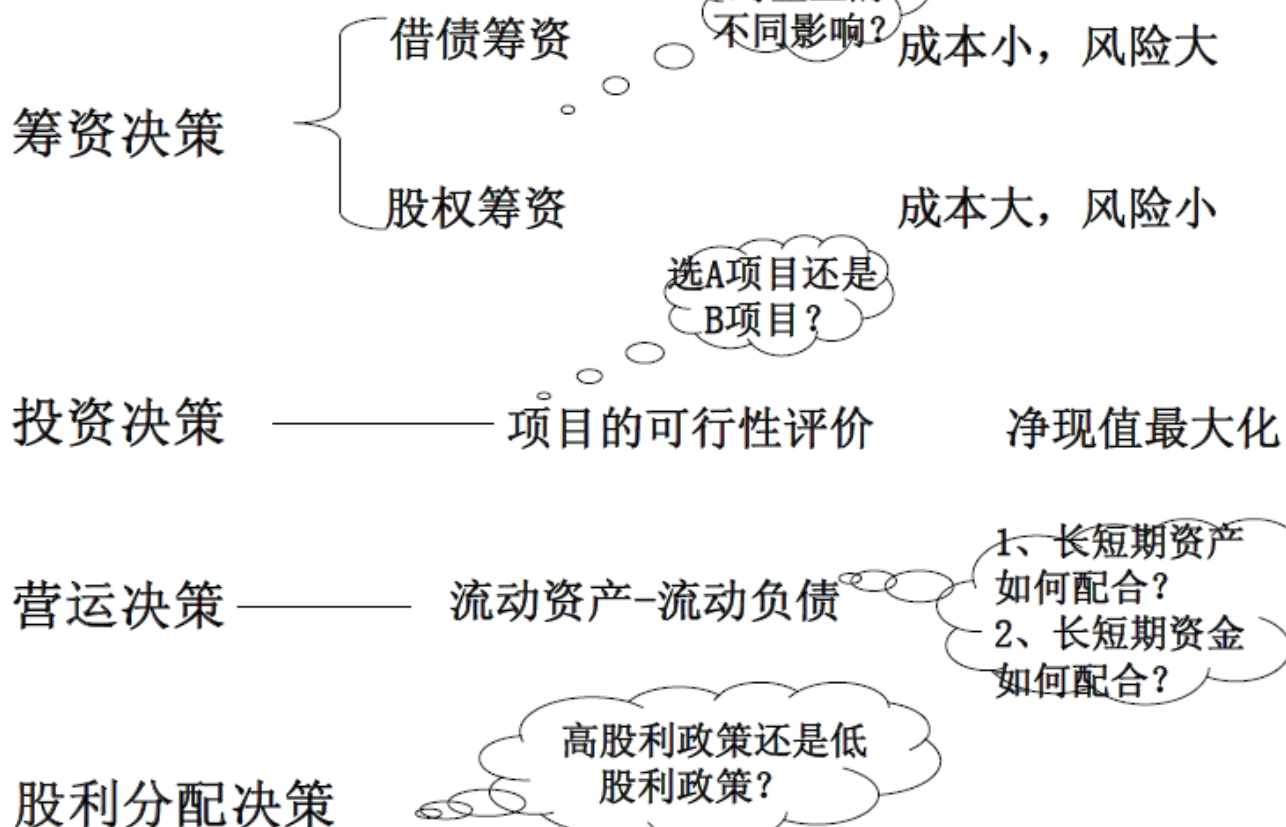 不同影响？
借债筹资
成本小，风险大
筹资决策
股权筹资
成本大，风险小
选A项目还是
B项目？
投资决策
项目的可行性评价
净现值最大化
营运决策
流动资产-流动负债
1、长短期资产
如何配合？
2、长短期资金
如何配合？
高股利政策还是低
股利政策？
股利分配决策